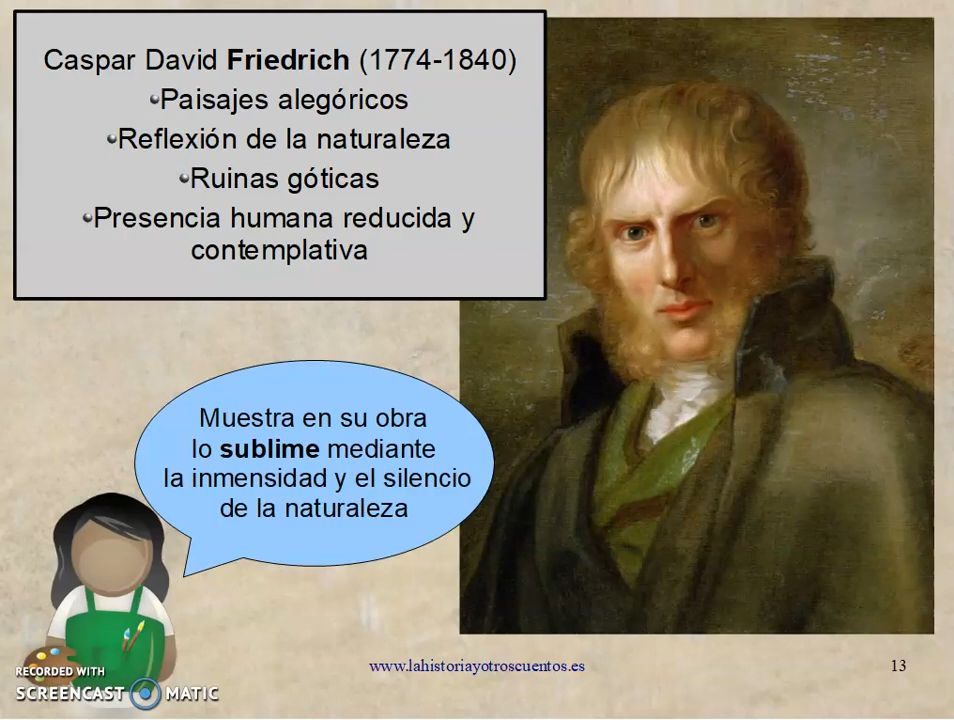 Caspar David Friedrich (1774-1840)
Paisajes alegóricos
Reflexión de la naturaleza
Ruinas góticas
Presencia humana reducida y
contemplativa
Muestra en su obra
lo sublime mediante
la inmensidad y el silencio
de la naturaleza
RECORDED WITH
SCREENCAST MATIC
www.lahistoriayotroscuentos.es
13